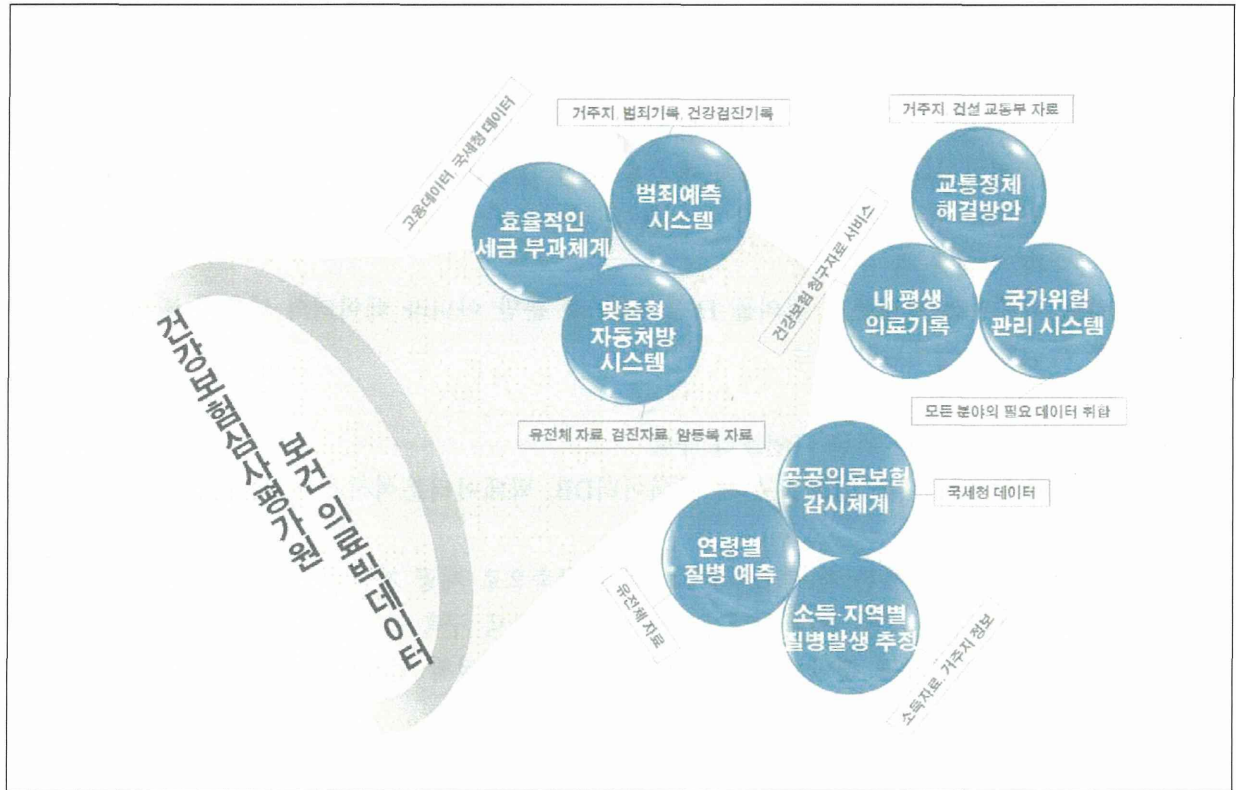 건강보험심사평가원
보건 의료빅데이터
고용데이터, 국세청 데이터
거주지, 범죄기록, 건강검진기록
효율적인
세금 부과체계
범죄예측
시스템
맞춤형
자동처방
시스템
유전체 자료, 검진자료, 암등록 자료
거주지, 건설 교통부 자료
교통정체
해결방안
건강보험 청구자료 서비스
내 평생
의료기록
국가위험
관리 시스템
모든 분야의 필요 데이터 취합
공공의료보험
감시체계
국세청 데이터
연령별
질병 예측
유전체 자료
소득·지역별
질병발생 추정
소득자료, 거주지 정보